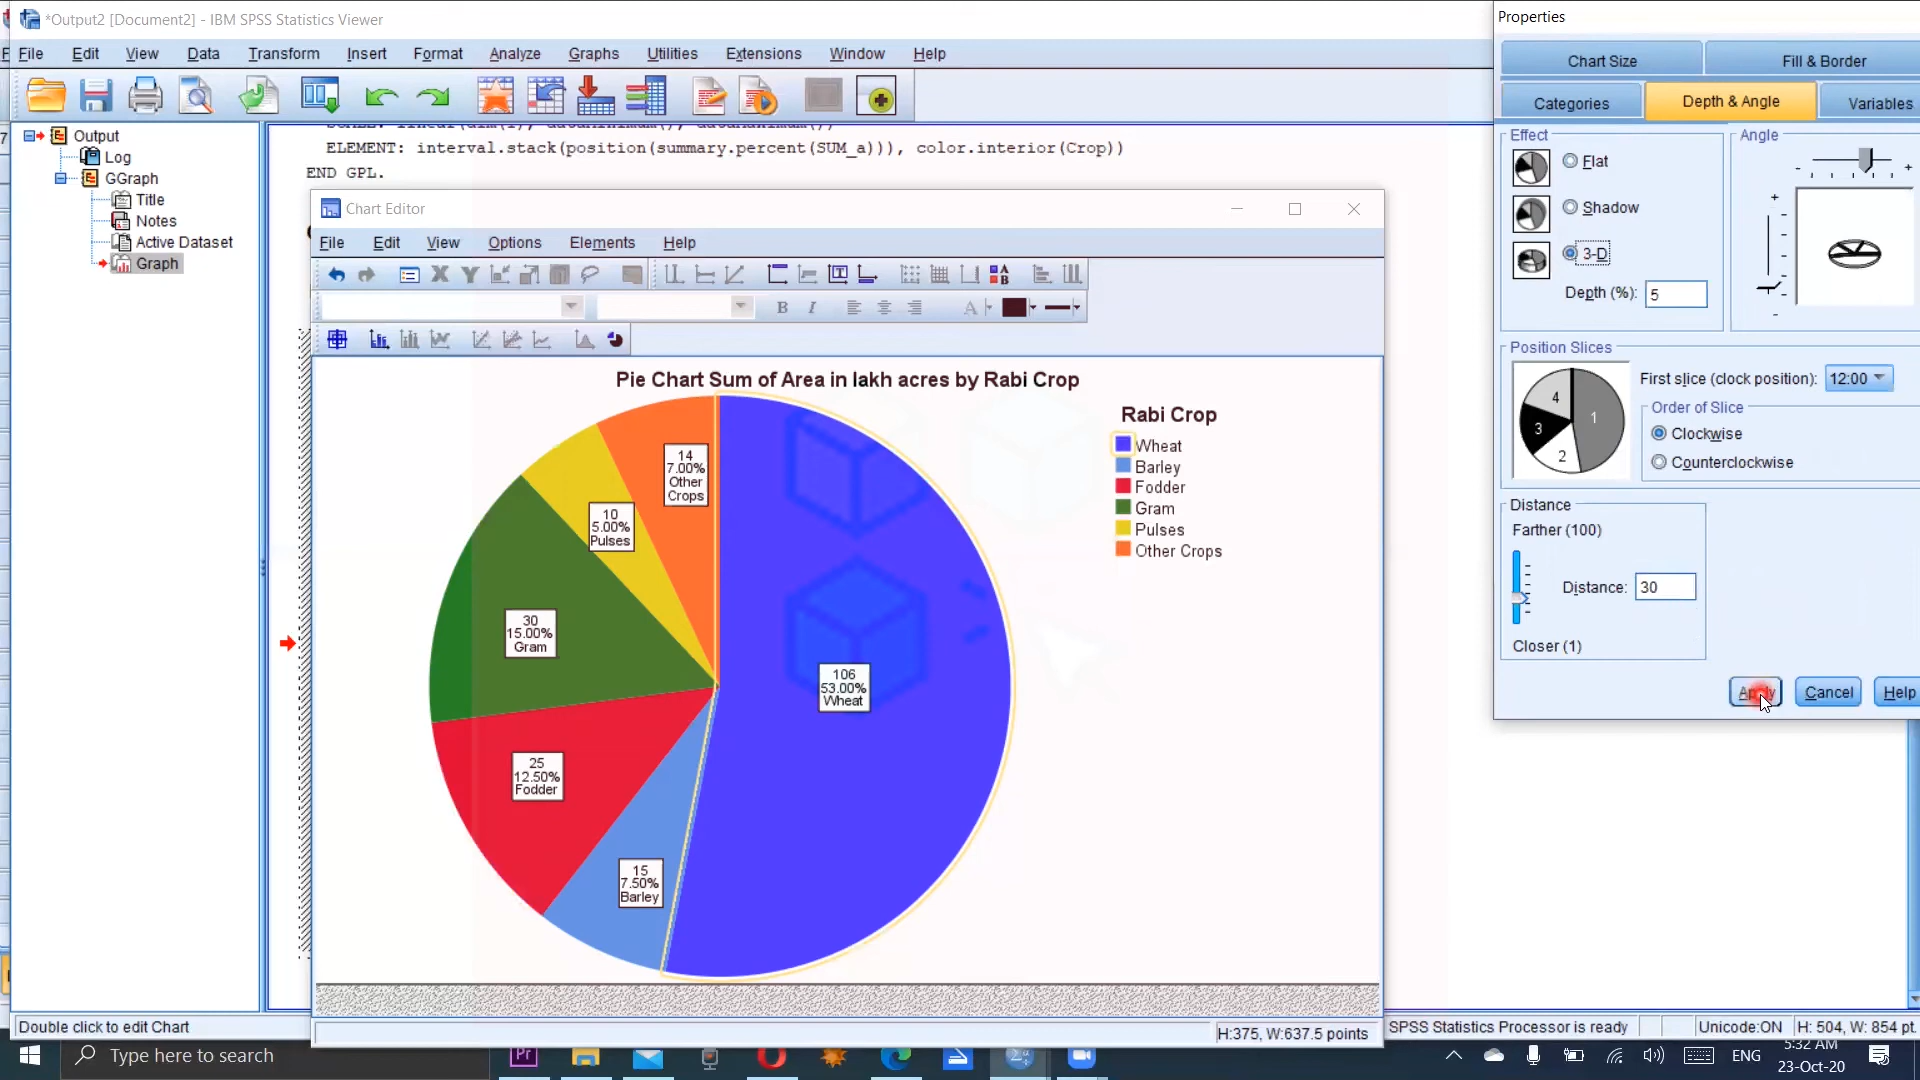 *Output2 [Document2] - IBM SPSS Statistics Viewer
File Edit View Data Transform Insert Format Analyze Graphs Utilities Extensions Window Help
Output
Log
GGraph
Title
Notes
Active Dataset
Graph
ELEMENT: interval.stack(position(summary.percent(SUM_a))), color.interior(Crop))
END GPL.
Chart Editor
File Edit View Options Elements Help
Pie Chart Sum of Area in lakh acres by Rabi Crop
Rabi Crop
Wheat
Barley
Fodder
Gram
Pulses
Other Crops
14
7.00%
Other
Crops
10
5.00%
Pulses
30
15.00%
Gram
106
53.00%
Wheat
25
12.50%
Fodder
15
7.50%
Barley
H:375, W:637.5 points
Properties
Chart Size Fill & Border
Categories Depth & Angle Variables
Effect
Flat
Shadow
3-D
Depth (%): 5
Angle
- +
+
-
Position Slices
1
2
3
4
First slice (clock position): 12:00
Order of Slice
Clockwise
Counterclockwise
Distance
Farther (100)
Distance: 30
Closer (1)
Apply Cancel Help
Double click to edit Chart
SPSS Statistics Processor is ready Unicode:ON H: 504, W: 854 pt.
Type here to search
Pr
ENG
5:32 AM
23-Oct-20